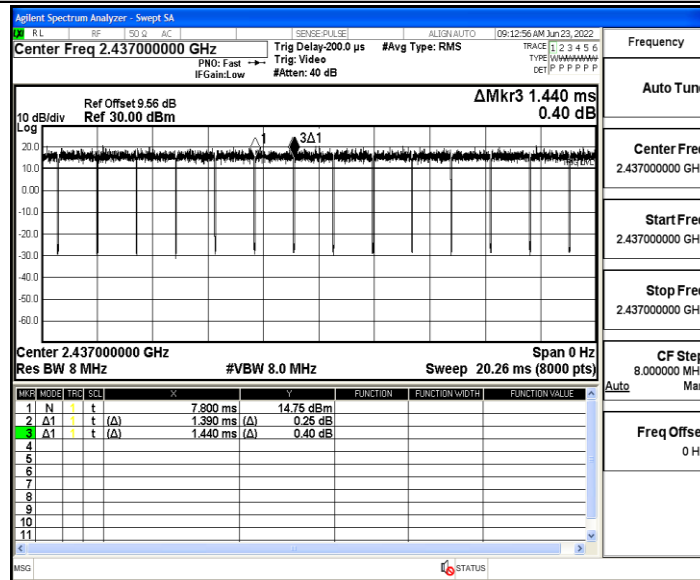 Agilent Spectrum Analyzer - Swept SA
RL RF 50 Ω AC SENSE:PULSE ALIGNAUTO 09:12:56 AM Jun 23, 2022
Center Freq 2.437000000 GHz
PNO: Fast
IFGain:Low
Trig Delay-200.0 µs
Trig: Video
#Atten: 40 dB
#Avg Type: RMS
TRACE 1 2 3 4 5 6
TYPE WWWWWW
DET P P P P P P
ΔMkr3 1.440 ms
0.40 dB
Ref Offset 9.56 dB
10 dB/div Ref 30.00 dBm
Log
1 3Δ1
20.0
10.0
0.00
-10.0
-20.0
-30.0
-40.0
-50.0
-60.0
Center 2.437000000 GHz Span 0 Hz
Res BW 8 MHz #VBW 8.0 MHz Sweep 20.26 ms (8000 pts)
MKR MODE TRC SCL X Y FUNCTION FUNCTION WIDTH FUNCTION VALUE
1 N 1 t 7.800 ms 14.75 dBm
2 Δ1 1 t (Δ) 1.390 ms (Δ) 0.25 dB
3 Δ1 1 t (Δ) 1.440 ms (Δ) 0.40 dB
4
5
6
7
8
9
10
11
MSG STATUS
Frequency
Auto Tun
Center Fre
2.437000000 GH
Start Fre
2.437000000 GH
Stop Fre
2.437000000 GH
CF Ste
8.000000 MH
Auto Ma
Freq Offse
0 H